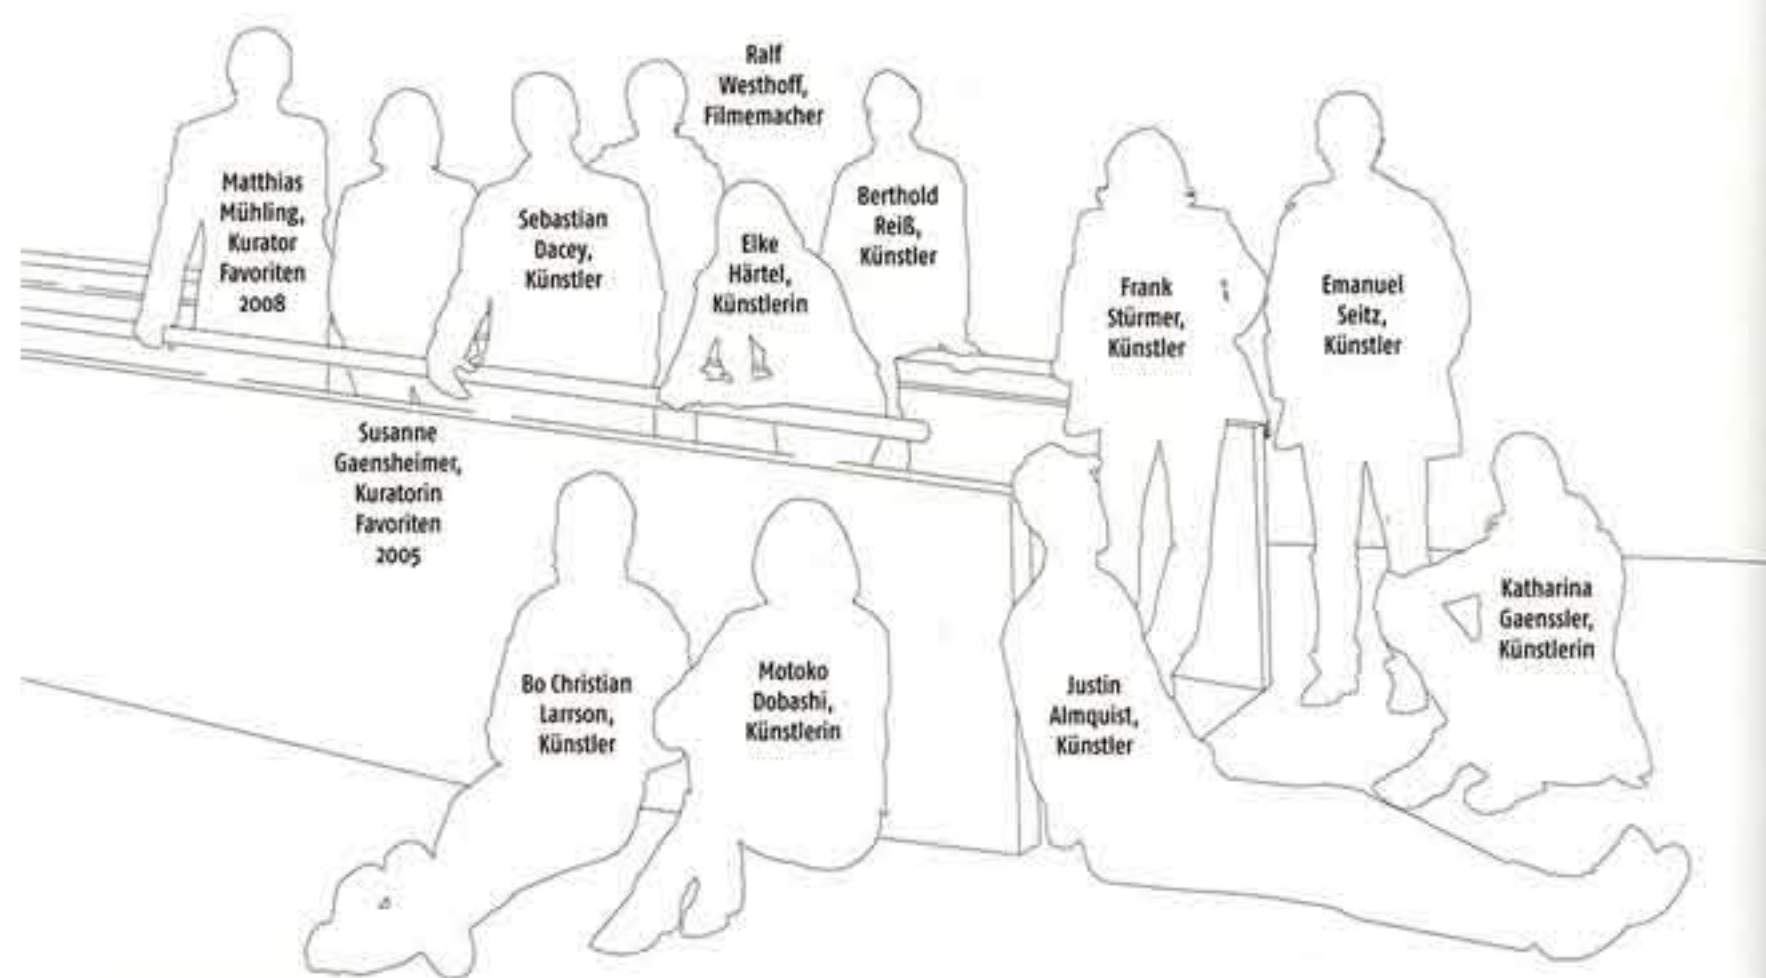 Ralf
Westhoff,
Filmemacher
Matthias
Mühling,
Kurator
Favoriten
2008
Sebastian
Dacey,
Künstler
Elke
Härtel,
Künstlerin
Berthold
Reiß,
Künstler
Frank
Stürmer,
Künstler
Emanuel
Seitz,
Künstler
Susanne
Gaensheimer,
Kuratorin
Favoriten
2005
Bo Christian
Larrson,
Künstler
Motoko
Dobashi,
Künstlerin
Justin
Almquist,
Künstler
Katharina
Gaenssler,
Künstlerin